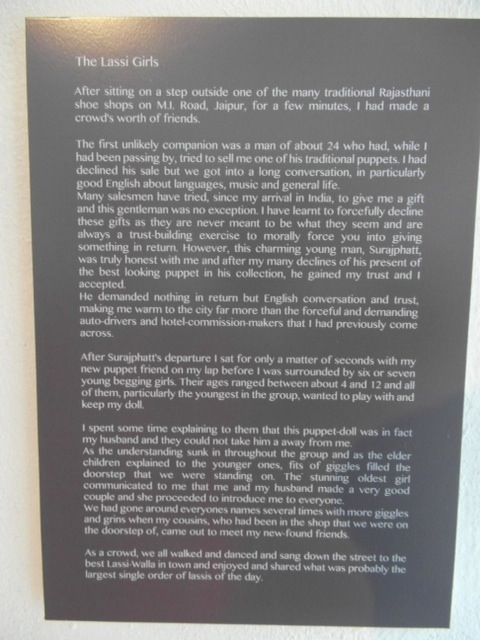 The Lassi Girls
After sitting on a step outside one of the many traditional Rajasthani
shoe shops on M.I. Road, Jaipur, for a few minutes, I had made a
crowd's worth of friends.
The first unlikely companion was a man of about 24 who had, while I
had been passing by, tried to sell me one of his traditional puppets. I had
declined his sale but we got into a long conversation, in particularly
good English about languages, music and general life.
Many salesmen have tried, since my arrival in India, to give me a gift
and this gentleman was no exception. I have learnt to forcefully decline
these gifts as they are never meant to be what they seem and are
always a trust-building exercise to morally force you into giving
something in return. However, this charming young man, Surajphatt,
was truly honest with me and after my many declines of his present of
the best looking puppet in his collection, he gained my trust and I
accepted.
He demanded nothing in return but English conversation and trust,
making me warm to the city far more than the forceful and demanding
auto-drivers and hotel-commission-makers that I had previously come
across.
After Surajphatt's departure I sat for only a matter of seconds with my
new puppet friend on my lap before I was surrounded by six or seven
young begging girls. Their ages ranged between about 4 and 12 and all
of them, particularly the youngest in the group, wanted to play with and
keep my doll.
I spent some time explaining to them that this puppet-doll was in fact
my husband and they could not take him a away from me.
As the understanding sunk in throughout the group and as the elder
children explained to the younger ones, fits of giggles filled the
doorstep that we were standing on. The stunning oldest girl
communicated to me that me and my husband made a very good
couple and she proceeded to introduce me to everyone.
We had gone around everyones names several times with more giggles
and grins when my cousins, who had been in the shop that we were on
the doorstep of, came out to meet my new-found friends.
As a crowd, we all walked and danced and sang down the street to the
best Lassi-Walla in town and enjoyed and shared what was probably the
largest single order of lassis of the day.